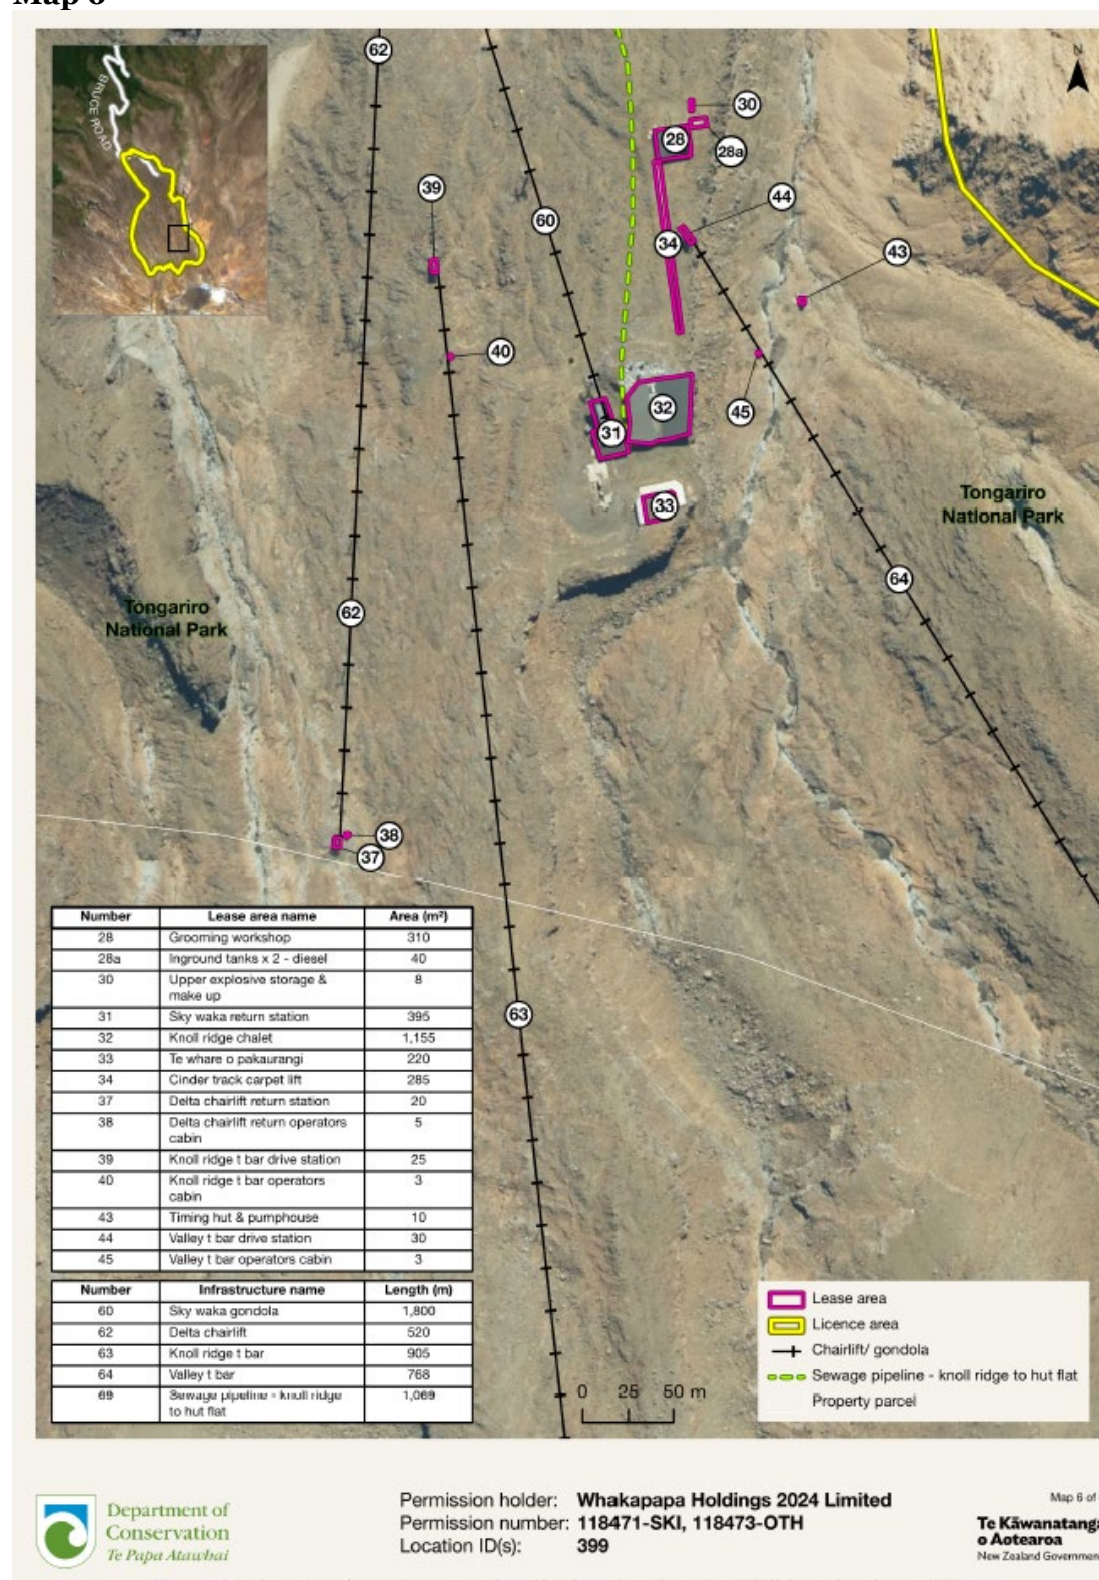 Map 6
BRUCE ROAD
N
62
30
28
28a
39
44
60
34
43
40
45
32
31
33
Tongariro
National Park
64
Tongariro
National Park
62
38
37
63
Number Lease area name Area (m²)
28 Grooming workshop 310
28a Inground tanks x 2 - diesel 40
30 Upper explosive storage & 8
make up
31 Sky waka return station 395
32 Knoll ridge chalet 1,155
33 Te whare o pakaurangi 220
34 Cinder track carpet lift 285
37 Delta chairlift return station 20
38 Delta chairlift return operators 5
cabin
39 Knoll ridge t bar drive station 25
40 Knoll ridge t bar operators 3
cabin
43 Timing hut & pumphouse 10
44 Valley t bar drive station 30
45 Valley t bar operators cabin 3
Number Infrastructure name Length (m)
60 Sky waka gondola 1,800
62 Delta chairlift 520
63 Knoll ridge t bar 905
64 Valley t bar 768
69 Sewage pipeline - knoll ridge 1,069
to hut flat
Lease area
Licence area
Chairlift/ gondola
Sewage pipeline - knoll ridge to hut flat
Property parcel
0 25 50 m
Department of
Conservation
Te Papa Atawbai
Permission holder: Whakapapa Holdings 2024 Limited
Permission number: 118471-SKI, 118473-OTH
Location ID(s): 399
Map 6 of
Te Kāwanatanga
o Aotearoa
New Zealand Government